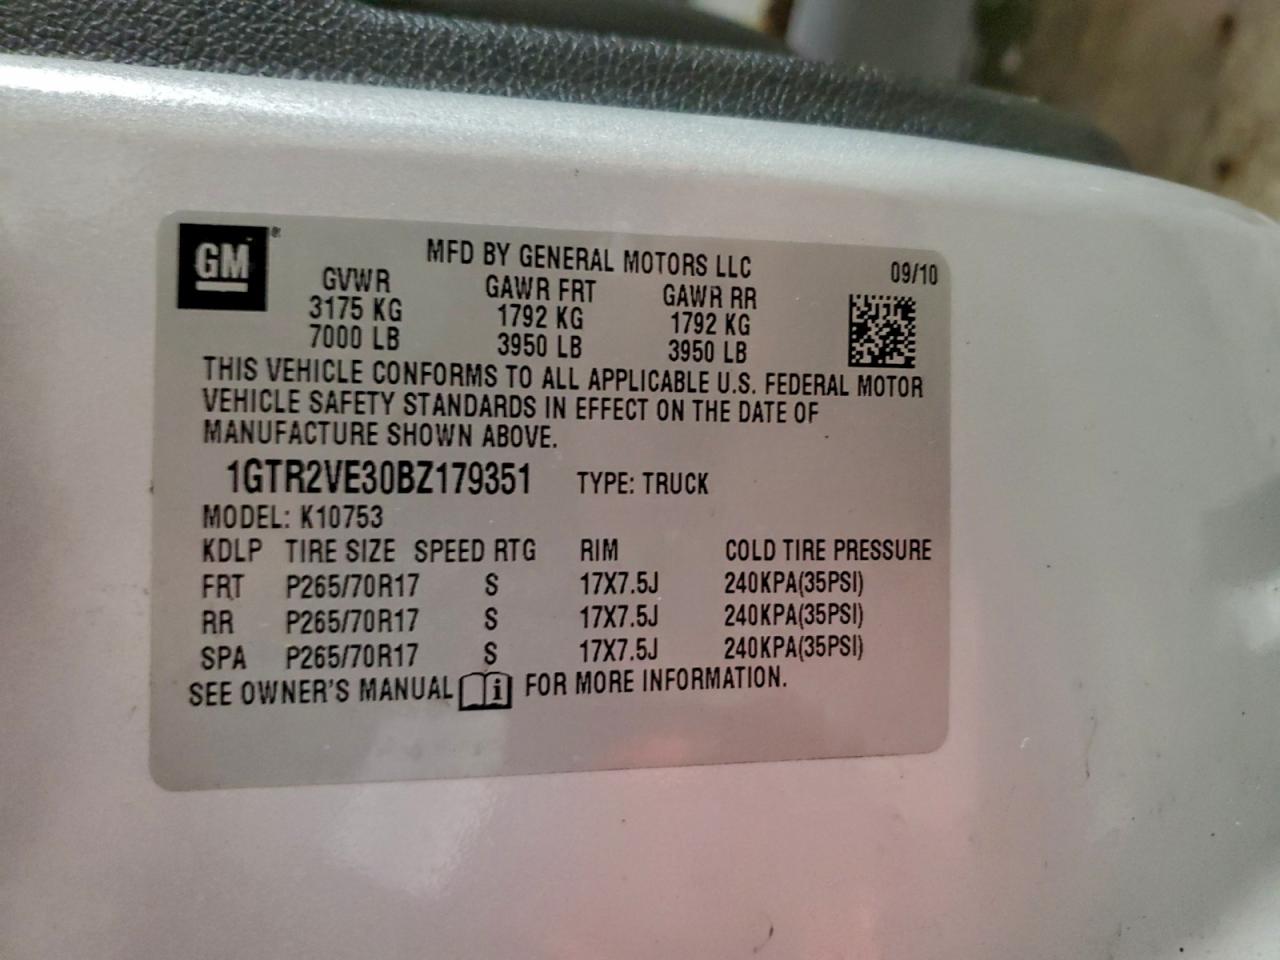 GM
MFD BY GENERAL MOTORS LLC 09/10
GVWR GAWR FRT GAWR RR
3175 KG 1792 KG 1792 KG
7000 LB 3950 LB 3950 LB
THIS VEHICLE CONFORMS TO ALL APPLICABLE U.S. FEDERAL MOTOR
VEHICLE SAFETY STANDARDS IN EFFECT ON THE DATE OF
MANUFACTURE SHOWN ABOVE.
1GTR2VE30BZ179351 TYPE: TRUCK
MODEL: K10753
KDLP TIRE SIZE SPEED RTG RIM COLD TIRE PRESSURE
FRT P265/70R17 S 17X7.5J 240KPA(35PSI)
RR P265/70R17 S 17X7.5J 240KPA(35PSI)
SPA P265/70R17 S 17X7.5J 240KPA(35PSI)
SEE OWNER'S MANUAL i FOR MORE INFORMATION.